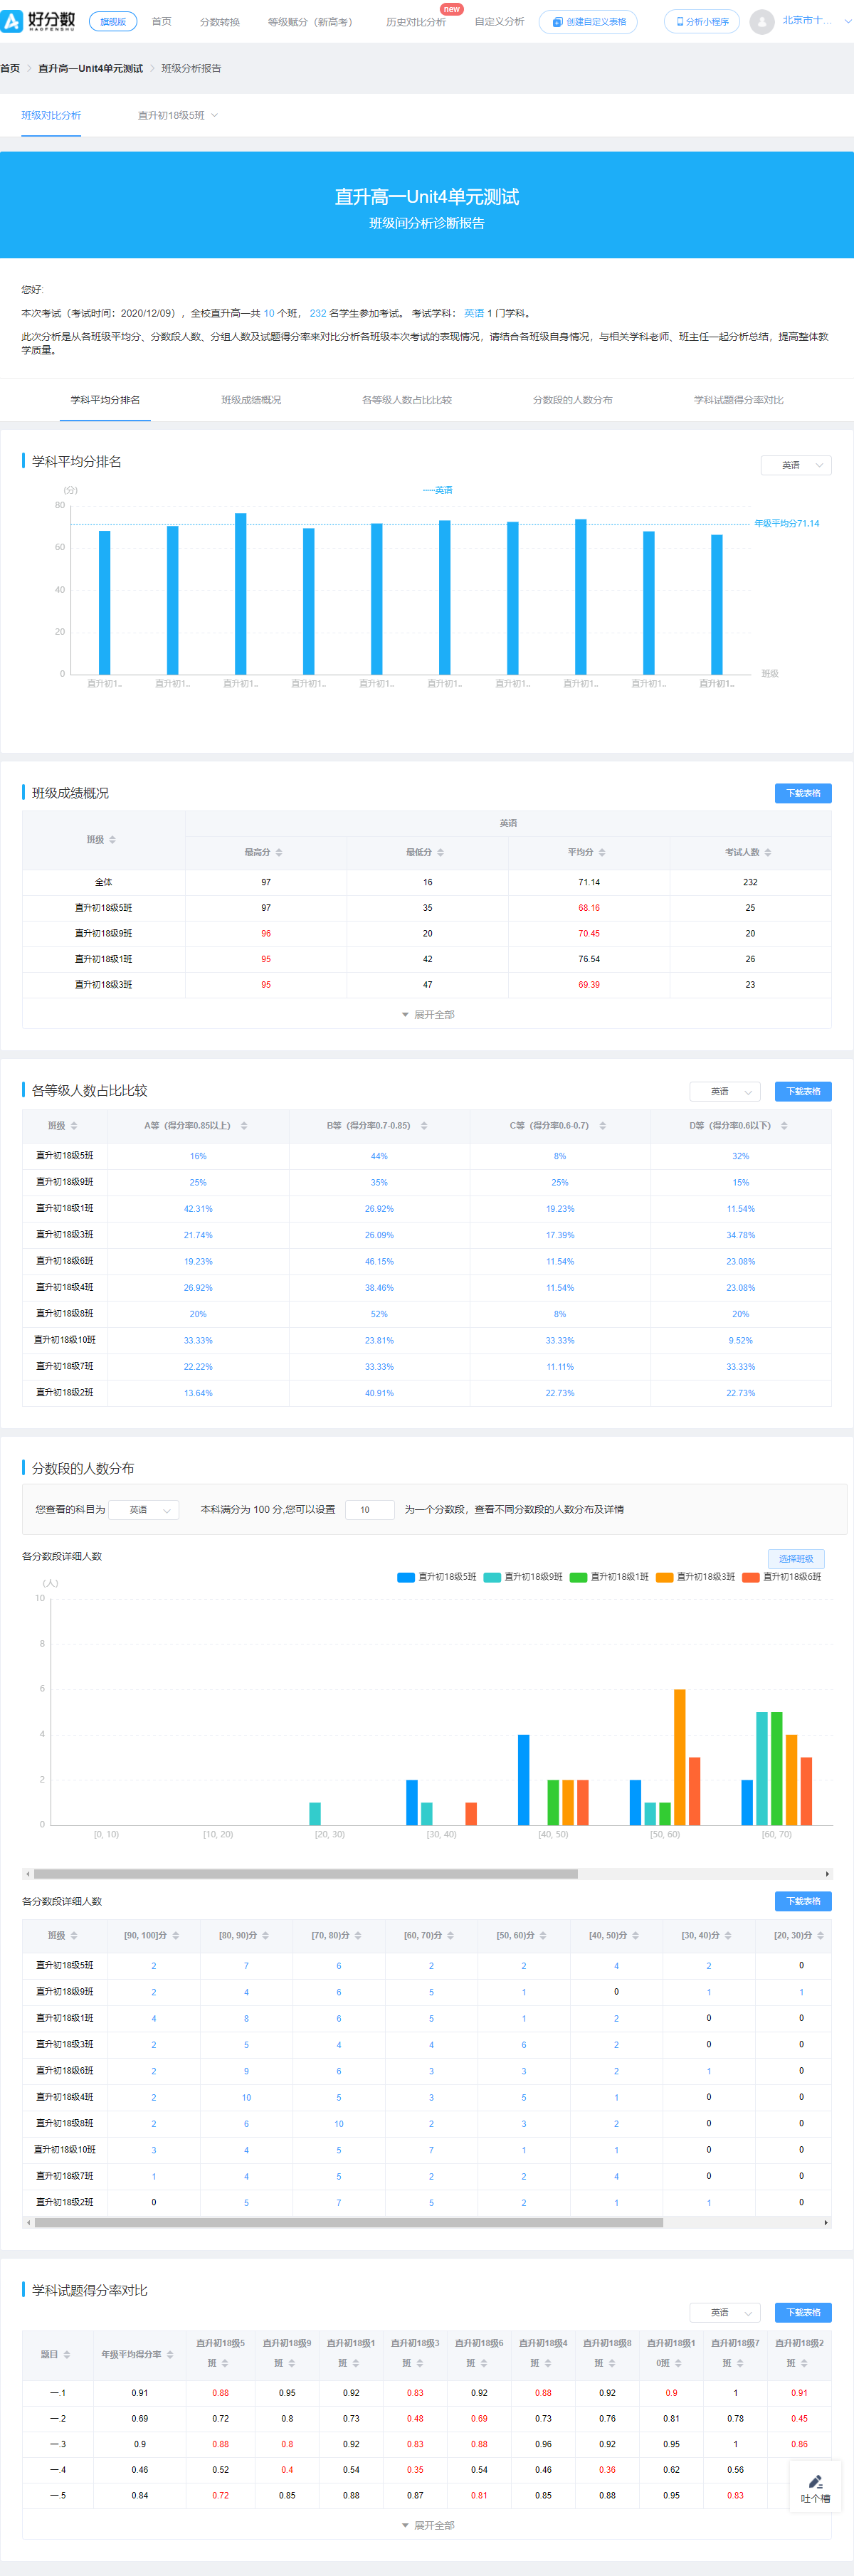 好分数
HAOFENSHU
旗舰版
首页
分数转换
等级赋分（新高考）
历史对比分析
new
自定义分析
创建自定义表格
分析小程序
北京市十...
首页 > 直升高一Unit4单元测试 > 班级分析报告
班级对比分析
直升初18级5班
直升高一Unit4单元测试
班级间分析诊断报告
您好:
本次考试（考试时间：2020/12/09），全校直升高一共 10 个班， 232 名学生参加考试。 考试学科： 英语 1 门学科。
此次分析是从各班级平均分、分数段人数、分组人数及试题得分率来对比分析各班级本次考试的表现情况，请结合各班级自身情况，与相关学科老师、班主任一起分析总结，提高整体教
学质量。
学科平均分排名 班级成绩概况 各等级人数占比比较 分数段的人数分布 学科试题得分率对比
学科平均分排名
英语
(分)
英语
80
年级平均分71.14
60
40
20
0
班级
直升初1... 直升初1... 直升初1... 直升初1... 直升初1... 直升初1... 直升初1... 直升初1... 直升初1... 直升初1...
班级成绩概况
下载表格
班级 英语
最高分 最低分 平均分 考试人数
全体 97 16 71.14 232
直升初18级5班 97 35 68.16 25
直升初18级9班 96 20 70.45 20
直升初18级1班 95 42 76.54 26
直升初18级3班 95 47 69.39 23
展开全部
各等级人数占比比较
英语
下载表格
班级 A等（得分率0.85以上） B等（得分率0.7-0.85） C等（得分率0.6-0.7） D等（得分率0.6以下）
直升初18级5班 16% 44% 8% 32%
直升初18级9班 25% 35% 25% 15%
直升初18级1班 42.31% 26.92% 19.23% 11.54%
直升初18级3班 21.74% 26.09% 17.39% 34.78%
直升初18级6班 19.23% 46.15% 11.54% 23.08%
直升初18级4班 26.92% 38.46% 11.54% 23.08%
直升初18级8班 20% 52% 8% 20%
直升初18级10班 33.33% 23.81% 33.33% 9.52%
直升初18级7班 22.22% 33.33% 11.11% 33.33%
直升初18级2班 13.64% 40.91% 22.73% 22.73%
分数段的人数分布
您查看的科目为 英语 本科满分为 100 分,您可以设置 10 为一个分数段，查看不同分数段的人数分布及详情
各分数段详细人数
选择班级
（人）
直升初18级5班 直升初18级9班 直升初18级1班 直升初18级3班 直升初18级6班
10
8
6
4
2
0
[0, 10) [10, 20) [20, 30) [30, 40) [40, 50) [50, 60) [60, 70)
各分数段详细人数
下载表格
班级 [90, 100]分 [80, 90)分 [70, 80)分 [60, 70)分 [50, 60)分 [40, 50)分 [30, 40)分 [20, 30)分
直升初18级5班 2 7 6 2 2 4 2 0
直升初18级9班 2 4 6 5 1 0 1 1
直升初18级1班 4 8 6 5 1 2 0 0
直升初18级3班 2 5 4 4 6 2 0 0
直升初18级6班 2 9 6 3 3 2 1 0
直升初18级4班 2 10 5 3 5 1 0 0
直升初18级8班 2 6 10 2 3 2 0 0
直升初18级10班 3 4 5 7 1 1 0 0
直升初18级7班 1 4 5 2 2 4 0 0
直升初18级2班 0 5 7 5 2 1 1 0
学科试题得分率对比
英语
下载表格
题目 年级平均得分率 直升初18级5班 直升初18级9班 直升初18级1班 直升初18级3班 直升初18级6班 直升初18级4班 直升初18级8班 直升初18级10班 直升初18级7班 直升初18级2班
一.1 0.91 0.88 0.95 0.92 0.83 0.92 0.88 0.92 0.9 1 0.91
一.2 0.69 0.72 0.8 0.73 0.48 0.69 0.73 0.76 0.81 0.78 0.45
一.3 0.9 0.88 0.8 0.92 0.83 0.88 0.96 0.92 0.95 1 0.86
一.4 0.46 0.52 0.4 0.54 0.35 0.54 0.46 0.36 0.62 0.56
一.5 0.84 0.72 0.85 0.88 0.87 0.81 0.85 0.88 0.95 0.83
吐个槽
展开全部